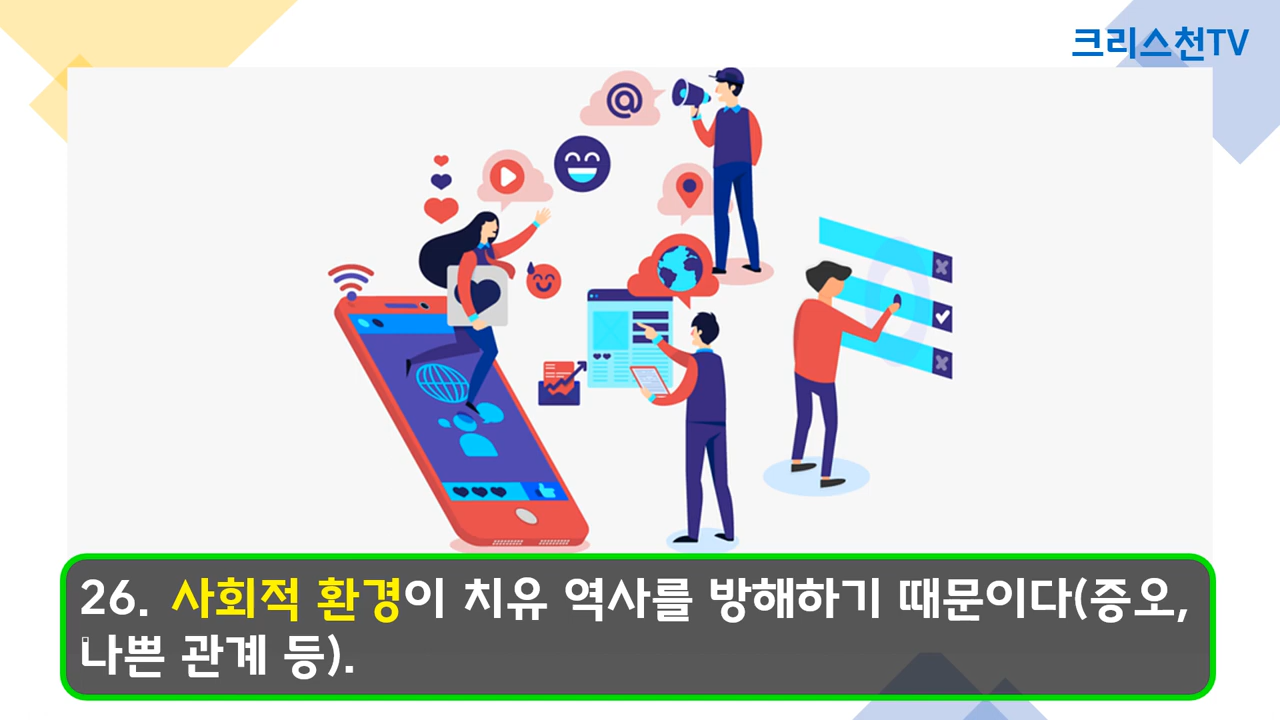 크리스천TV
@
26. 사회적 환경이 치유 역사를 방해하기 때문이다(증오,
나쁜 관계 등).